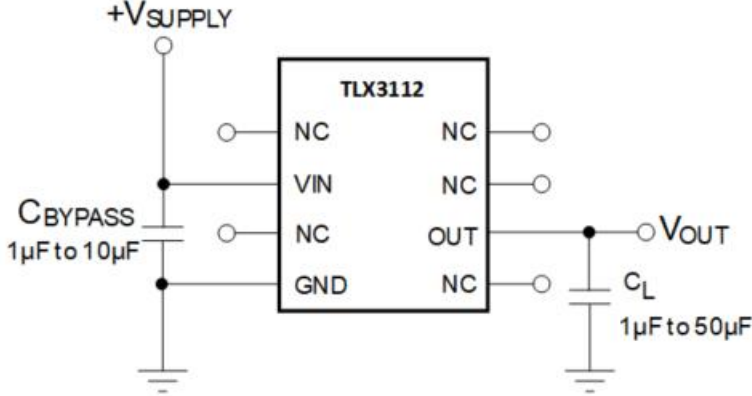 +VSUPPLY
TLX3112
NC NC
VIN NC
CBYPASS
1µF to 10µF
NC OUT
VOUT
GND NC
CL
1µF to 50µF